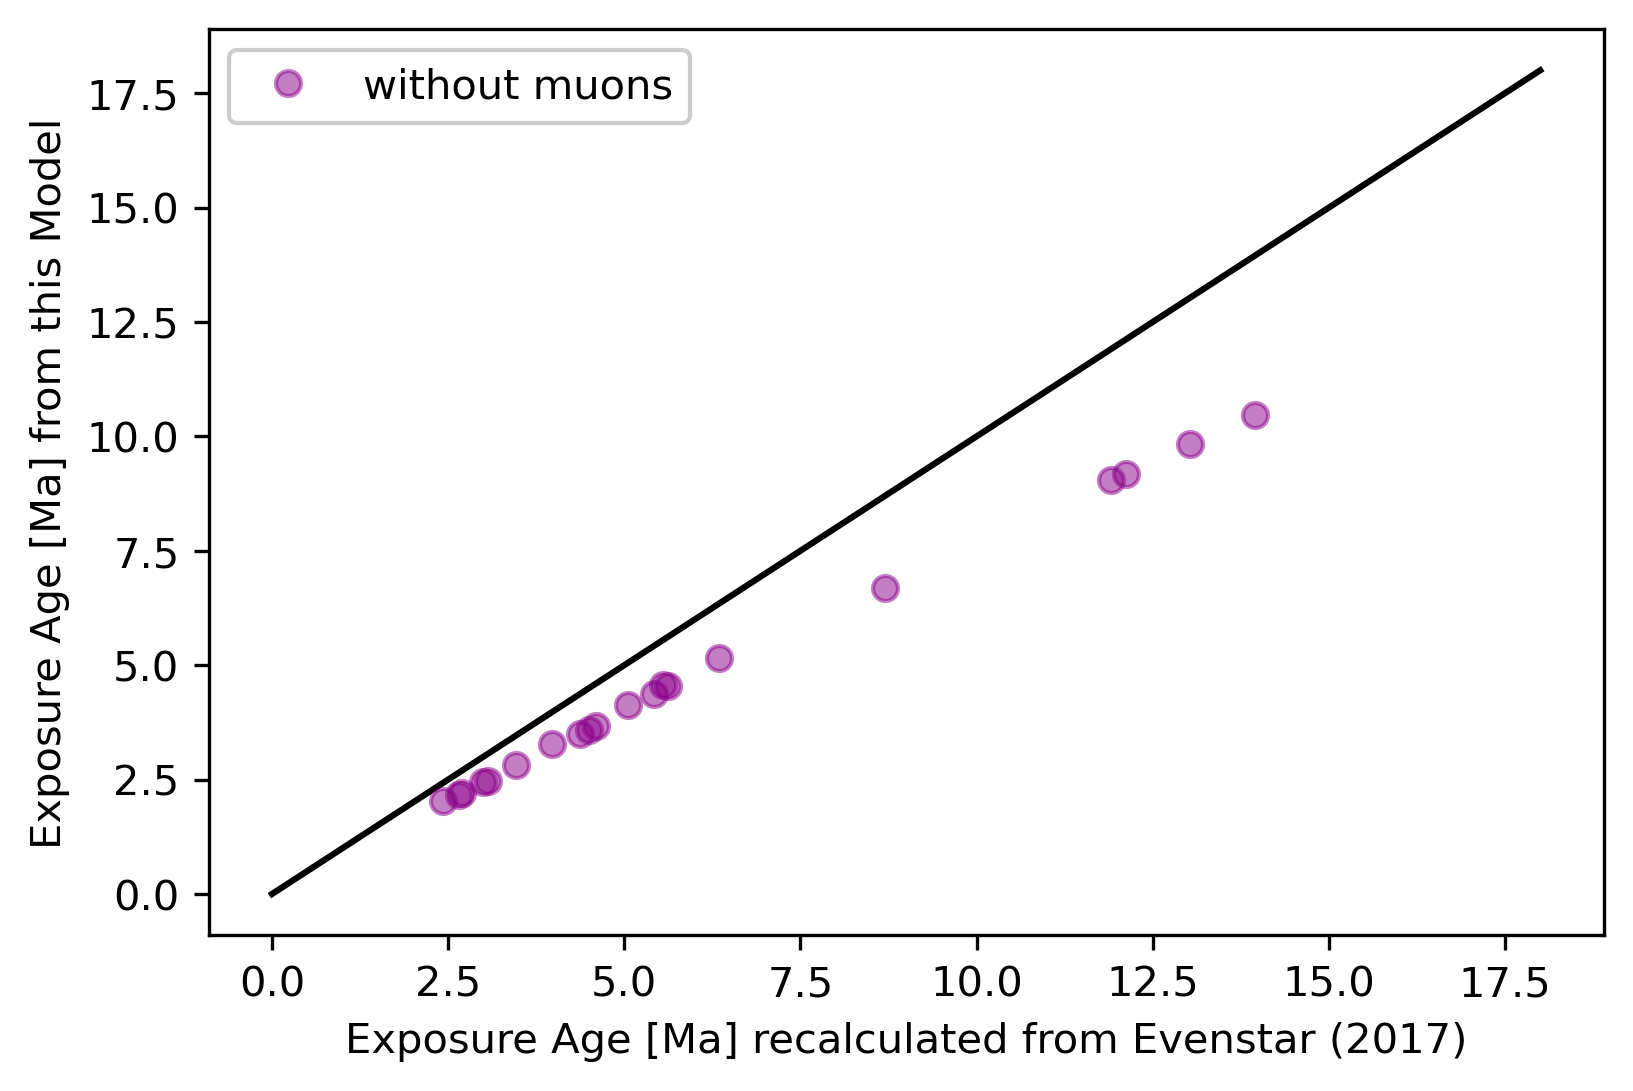 without muons
Exposure Age [Ma] from this Model
17.5
15.0
12.5
10.0
7.5
5.0
2.5
0.0
0.0 2.5 5.0 7.5 10.0 12.5 15.0 17.5
Exposure Age [Ma] recalculated from Evenstar (2017)